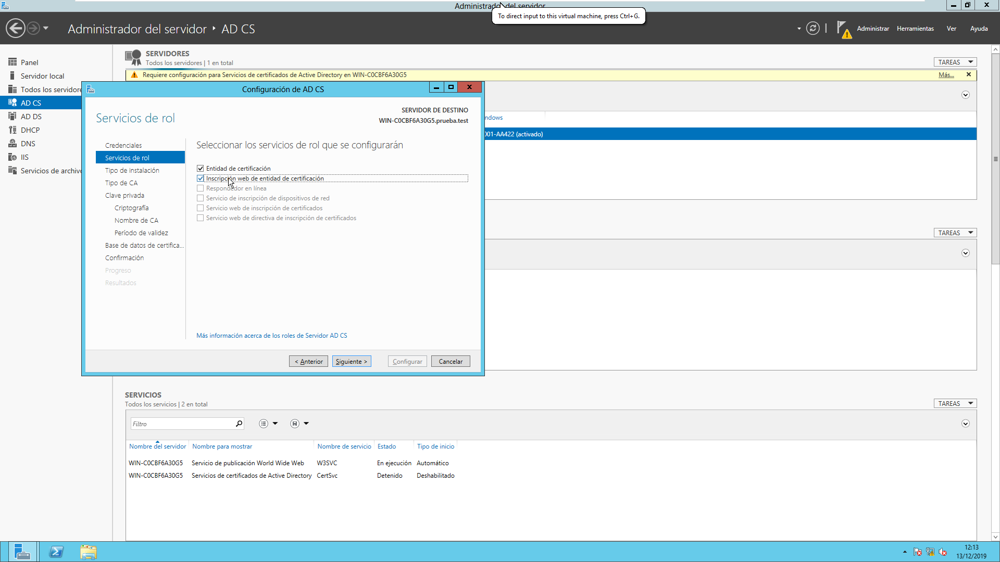 Administrador del servidor
To direct input to this virtual machine, press Ctrl+G.
Administrador del servidor AD CS
Administrar Herramientas Ver Ayuda
Panel
Servidor local
Todos los servidore
AD CS
AD DS
DHCP
DNS
IIS
Servicios de archivo
SERVIDORES
Todos los servidores | 1 en total
TAREAS
Requiere configuración para Servicios de certificados de Active Directory en WIN-C0CBF6A30G5
Más...
ndows
001-AA422 (activado)
TAREAS
Configuración de AD CS
Servicios de rol
SERVIDOR DE DESTINO
WIN-C0CBF6A30G5.prueba.test
Credenciales
Servicios de rol
Tipo de instalación
Tipo de CA
Clave privada
Criptografía
Nombre de CA
Período de validez
Base de datos de certifica...
Confirmación
Progreso
Resultados
Seleccionar los servicios de rol que se configurarán
Entidad de certificación
Inscripción web de entidad de certificación
Respondedor en línea
Servicio de inscripción de dispositivos de red
Servicio web de inscripción de certificados
Servicio web de directiva de inscripción de certificados
Más información acerca de los roles de Servidor AD CS
< Anterior Siguiente > Configurar Cancelar
SERVICIOS
Todos los servicios | 2 en total
TAREAS
Filtro
Nombre del servidor Nombre para mostrar Nombre de servicio Estado Tipo de inicio
WIN-C0CBF6A30G5 Servicio de publicación World Wide Web W3SVC En ejecución Automático
WIN-C0CBF6A30G5 Servicios de certificados de Active Directory CertSvc Detenido Deshabilitado
12:13
13/12/2019